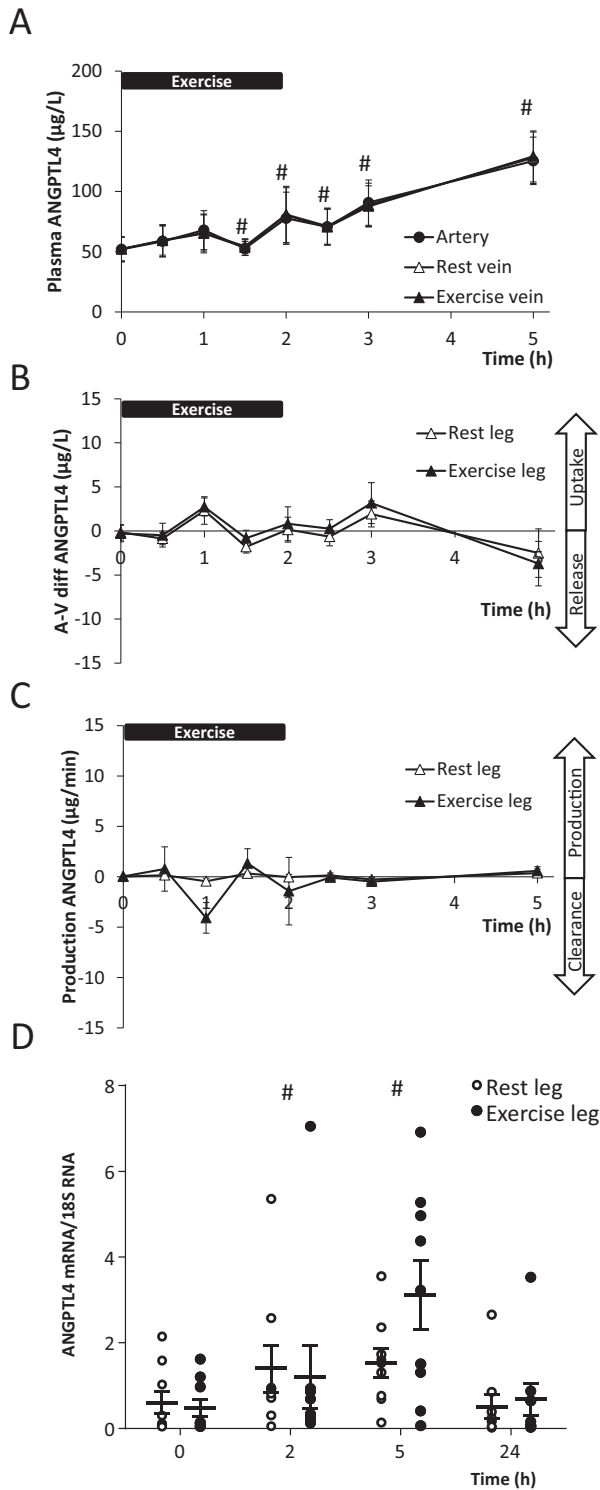 A
Plasma ANGPTL4 (µg/L)
200
150
100
50
0
Exercise
#
#
#
#
#
Artery
Rest vein
Exercise vein
0 1 2 3 4 5
Time (h)
B
A-V diff ANGPTL4 (µg/L)
15
10
5
0
-5
-10
-15
Exercise
Rest leg
Exercise leg
0 1 2 3 4 5
Time (h)
Uptake
Release
C
Production ANGPTL4 (µg/min)
15
10
5
0
-5
-10
-15
Exercise
Rest leg
Exercise leg
0 1 2 3 4 5
Time (h)
Production
Clearance
D
ANGPTL4 mRNA/18S RNA
8
6
4
2
0
# #
Rest leg
Exercise leg
0 2 5 24
Time (h)